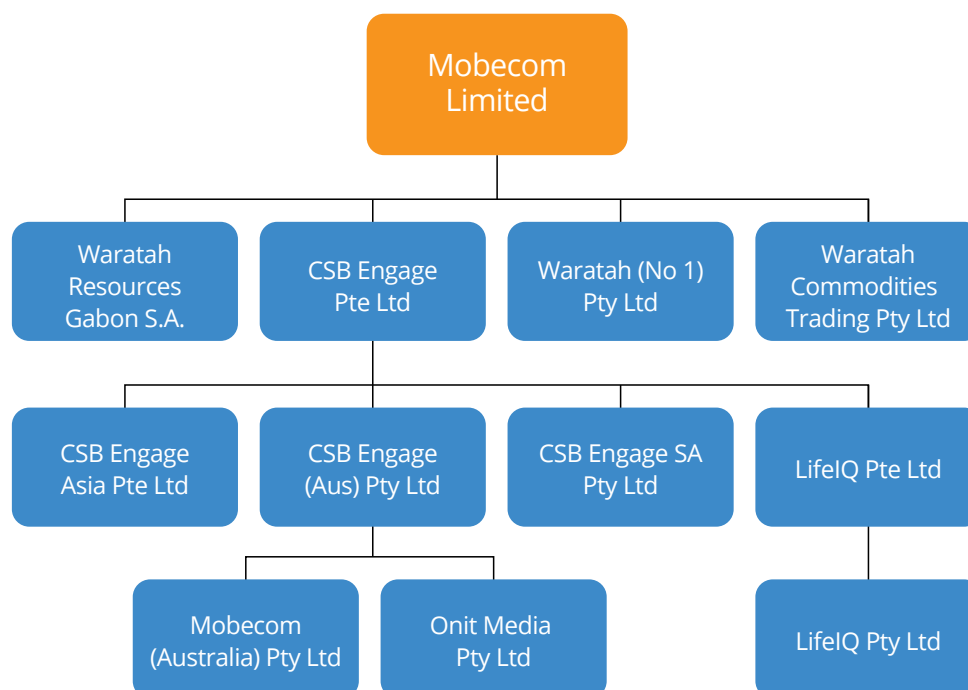 Mobecom
Limited
Waratah
Resources
Gabon S.A.
CSB Engage
Pte Ltd
Waratah (No 1)
Pty Ltd
Waratah
Commodities
Trading Pty Ltd
CSB Engage
Asia Pte Ltd
CSB Engage
(Aus) Pty Ltd
CSB Engage SA
Pty Ltd
LifeIQ Pte Ltd
Mobecom
(Australia) Pty Ltd
Onit Media
Pty Ltd
LifeIQ Pty Ltd